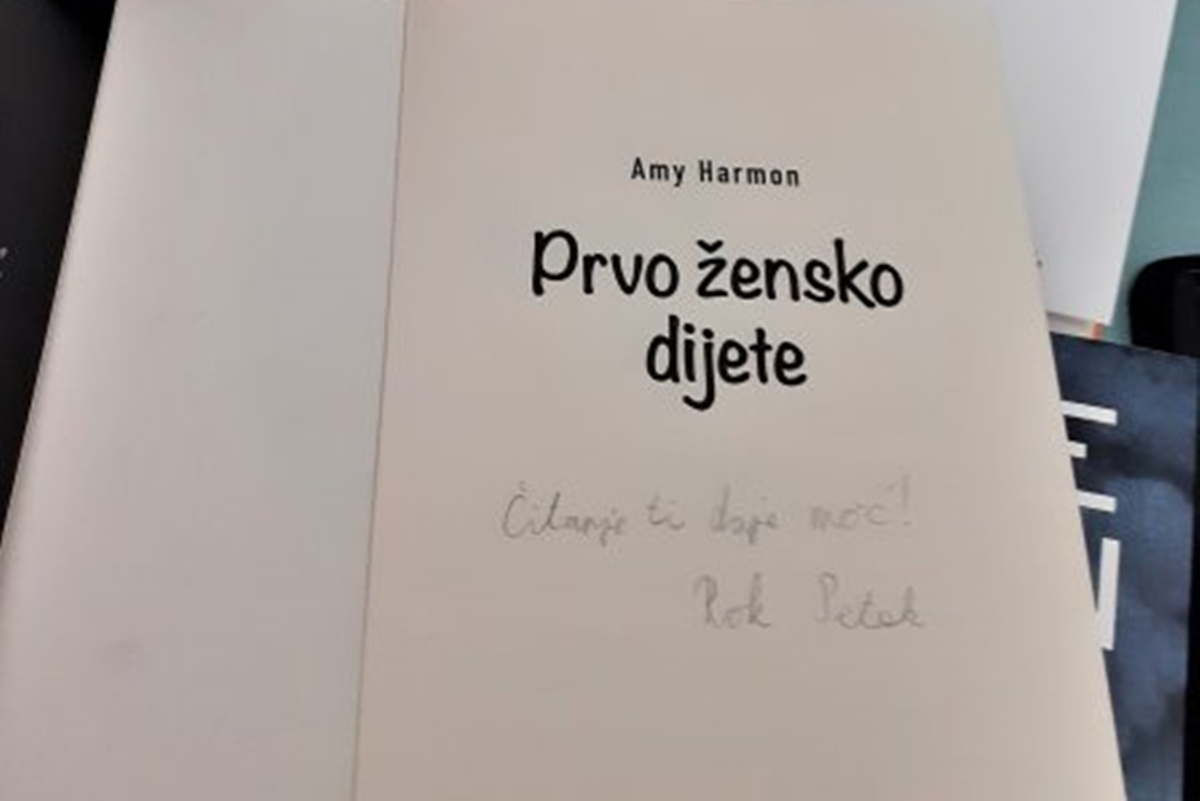 Amy Harmon
Prvo žensko
dijete
Čitanje ti daje moć!
Rok Petek